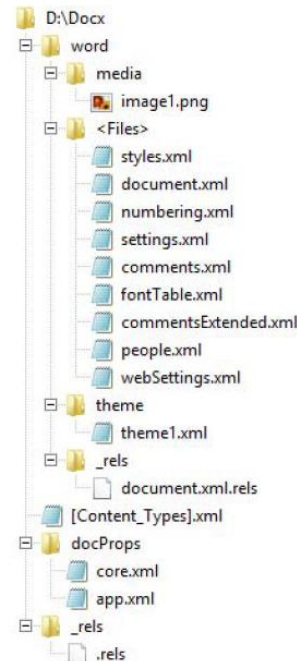 D:\Docx
word
media
image1.png
<Files>
styles.xml
document.xml
numbering.xml
settings.xml
comments.xml
fontTable.xml
commentsExtended.xml
people.xml
webSettings.xml
theme
theme1.xml
_rels
document.xml.rels
[Content_Types].xml
docProps
core.xml
app.xml
_rels
.rels